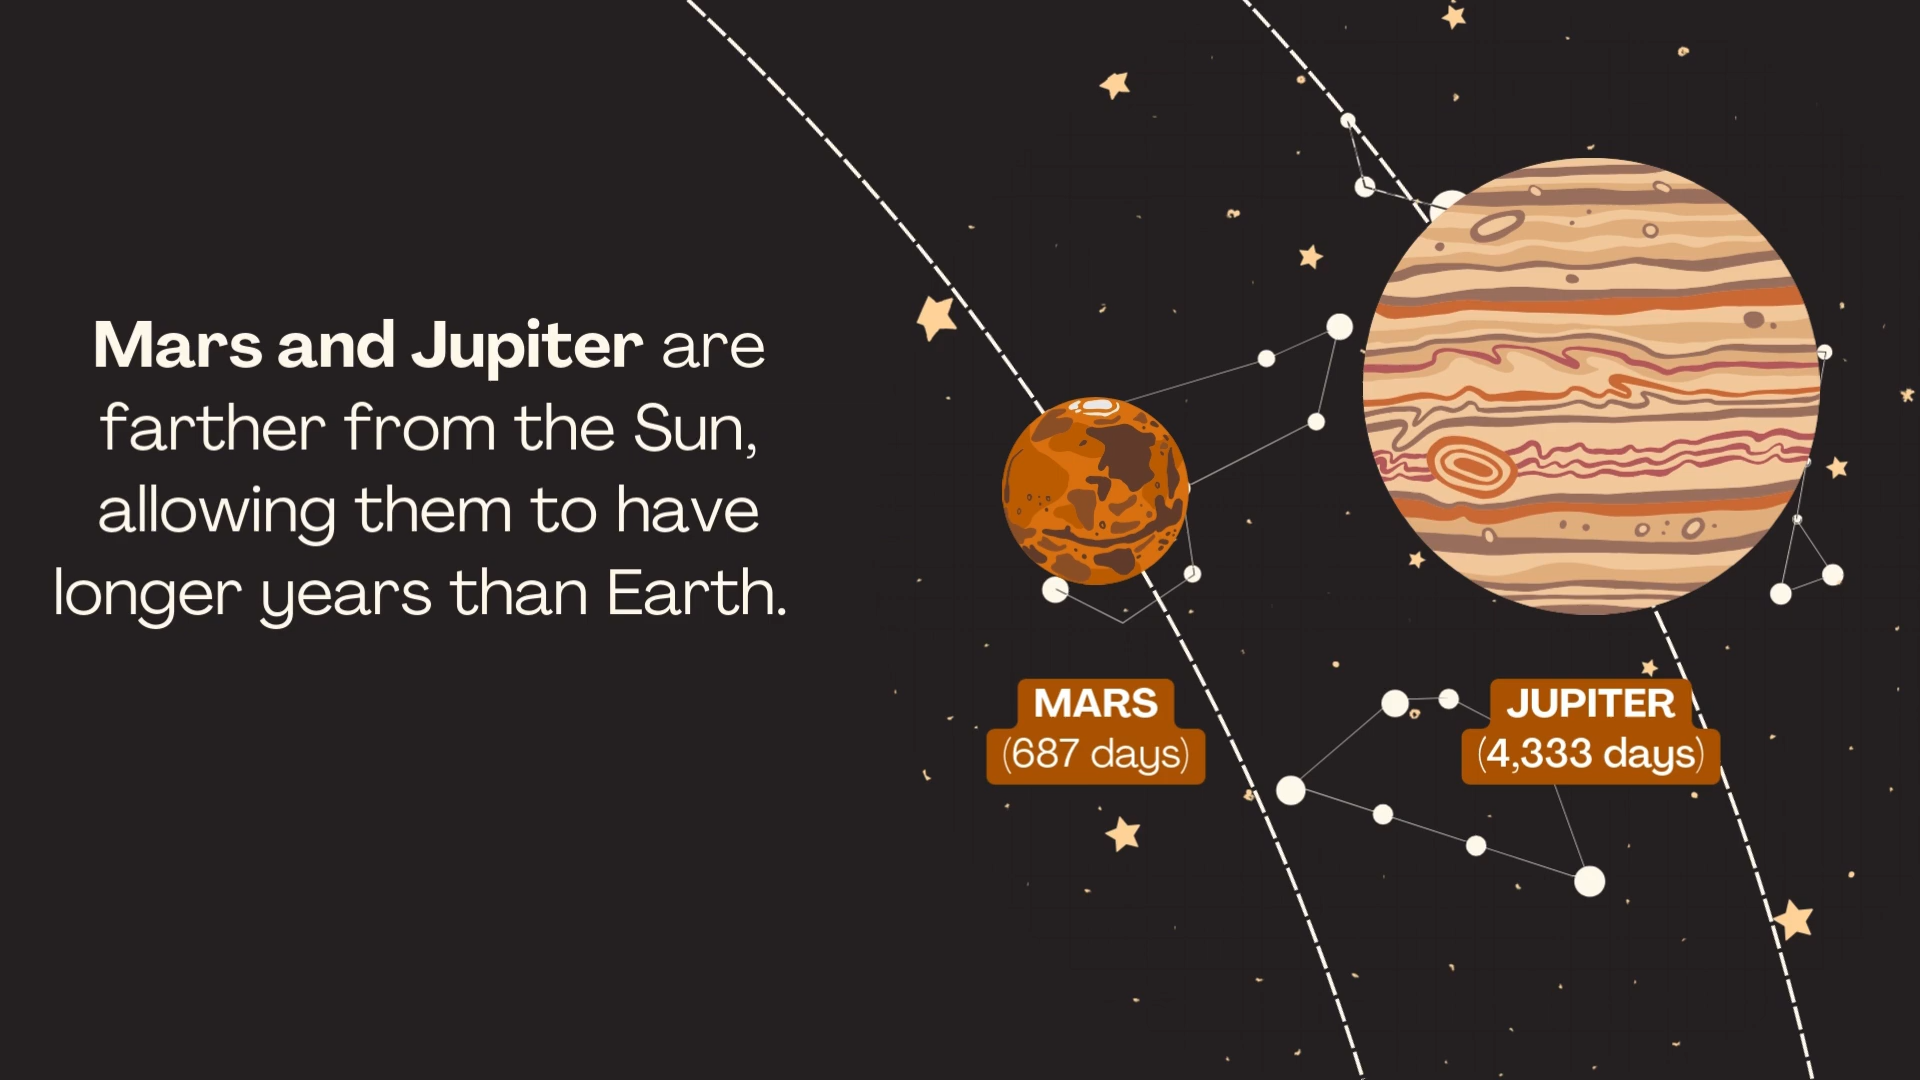 Mars and Jupiter are
farther from the Sun,
allowing them to have
longer years than Earth.
MARS
(687 days)
JUPITER
(4,333 days)